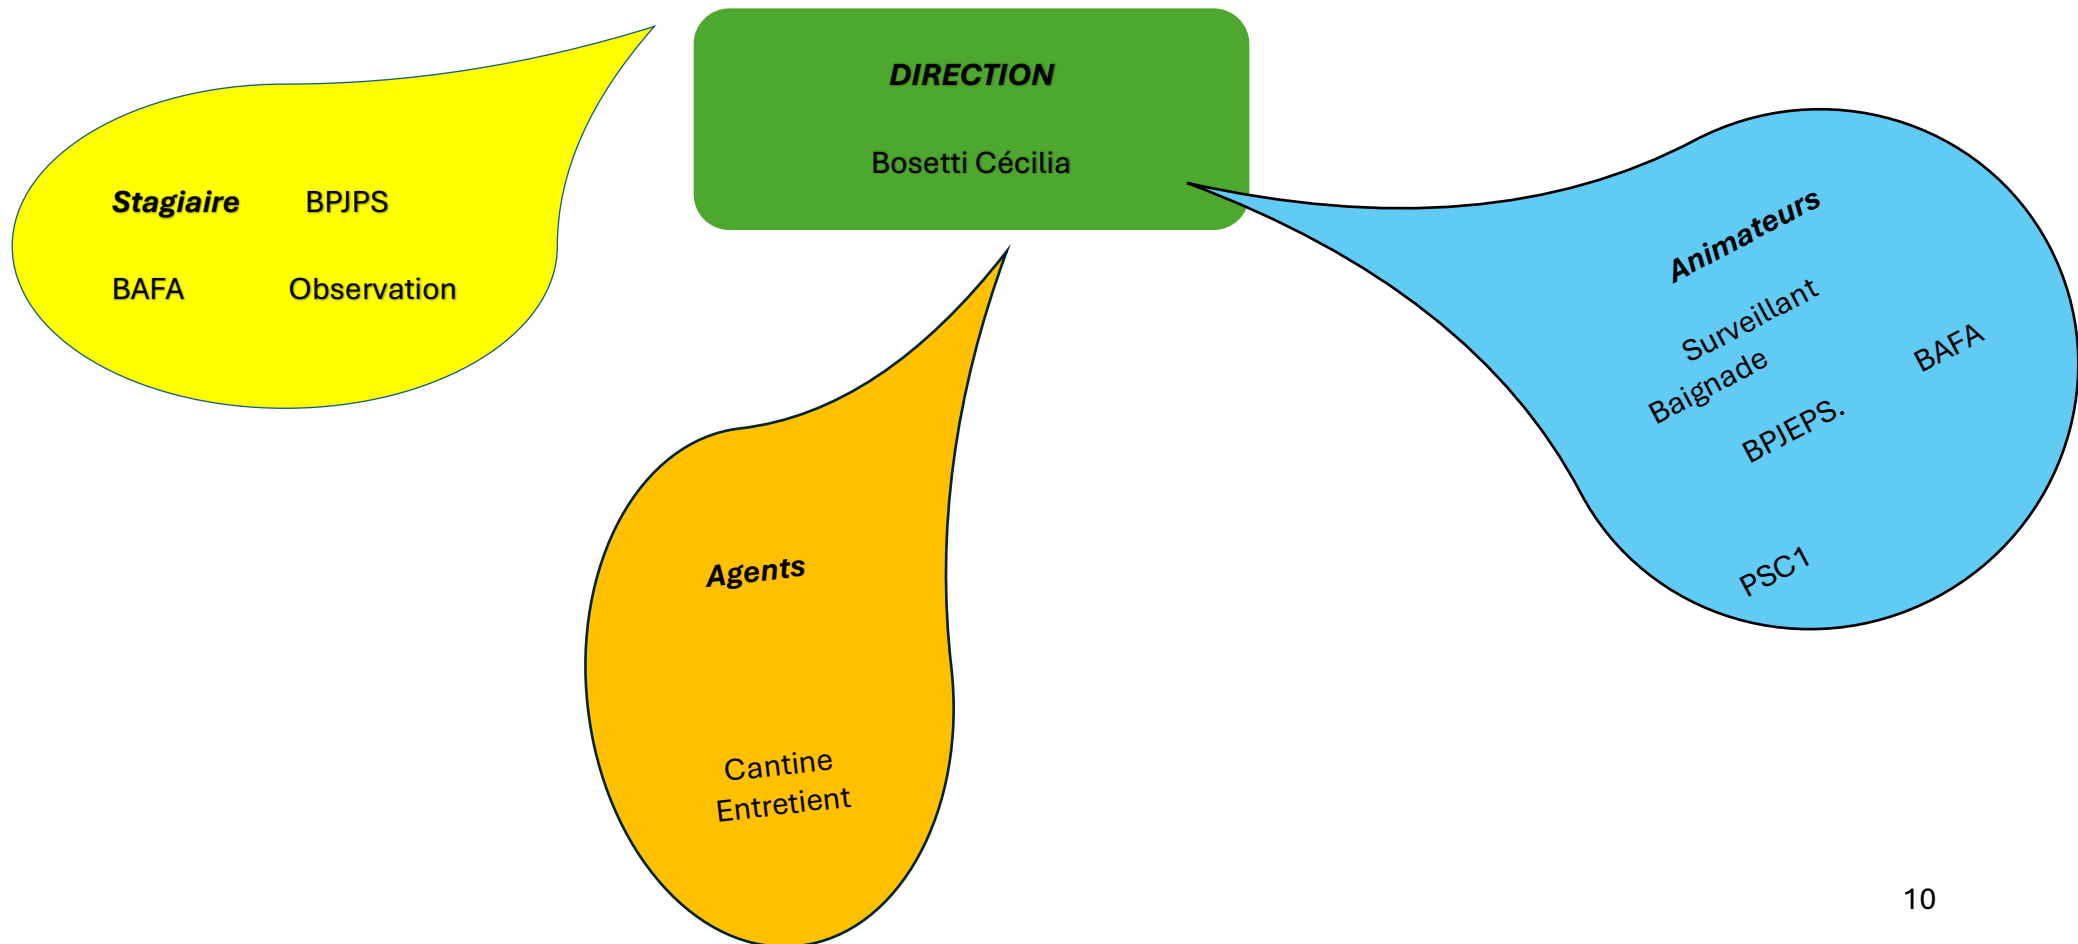 DIRECTION
Bosetti Cécilia
Stagiaire BPJPS
BAFA Observation
Animateurs
Surveillant
Baignade
BAFA
BPJEPS.
PSC1
Agents
Cantine
Entretient
10